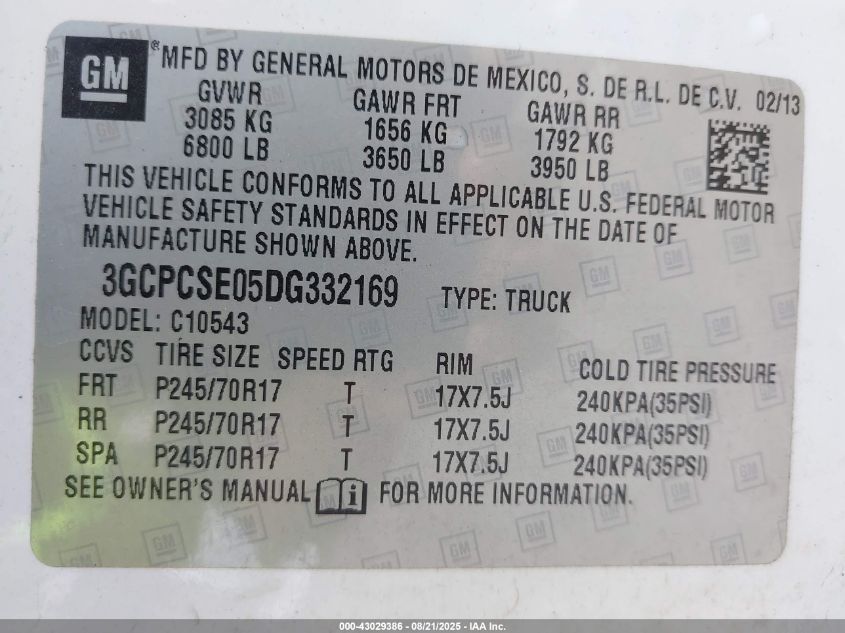 GM ® MFD BY GENERAL MOTORS DE MEXICO, S. DE R.L. DE C.V. 02/13
GVWR GAWR FRT GAWR RR
3085 KG 1656 KG 1792 KG
6800 LB 3650 LB 3950 LB
THIS VEHICLE CONFORMS TO ALL APPLICABLE U.S. FEDERAL MOTOR
VEHICLE SAFETY STANDARDS IN EFFECT ON THE DATE OF
MANUFACTURE SHOWN ABOVE.
3GCPCSE05DG332169 TYPE: TRUCK
MODEL: C10543
CCVS TIRE SIZE SPEED RTG RIM COLD TIRE PRESSURE
FRT P245/70R17 T 17X7.5J 240KPA(35PSI)
RR P245/70R17 T 17X7.5J 240KPA(35PSI)
SPA P245/70R17 T 17X7.5J 240KPA(35PSI)
SEE OWNER'S MANUAL i FOR MORE INFORMATION.
000-43029386 - 08/21/2025 - IAA Inc.